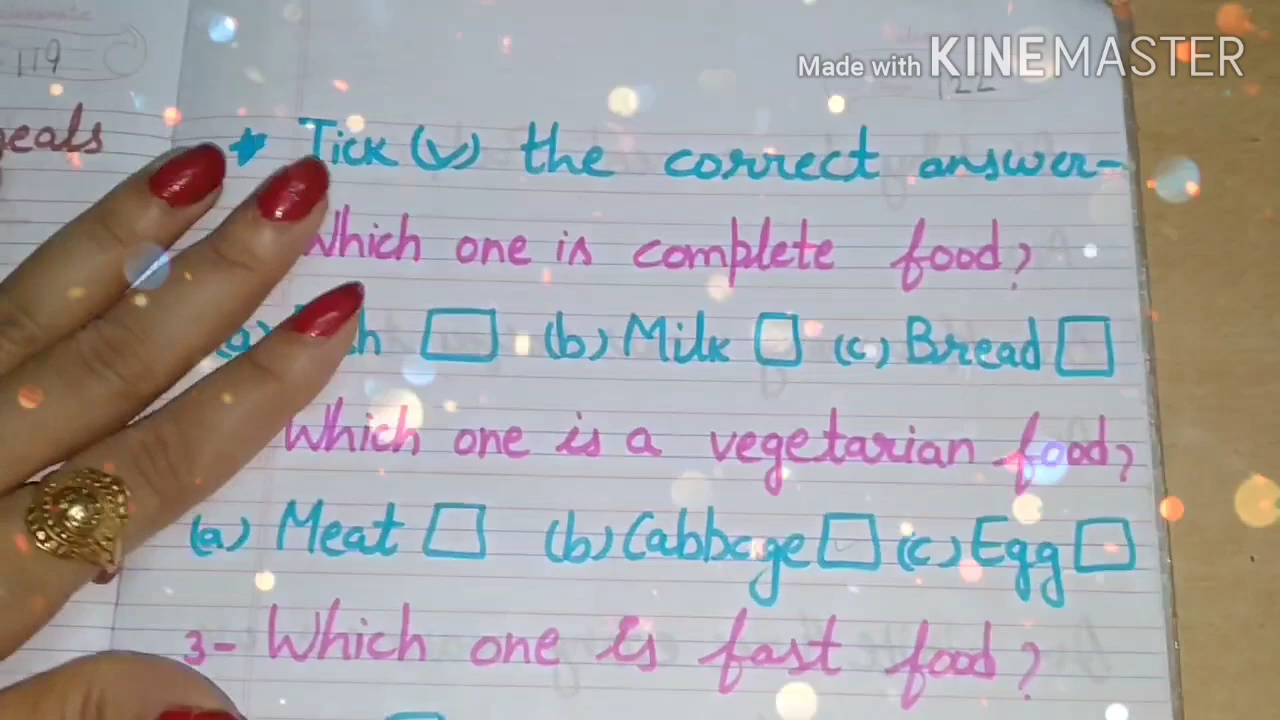 Made with KINEMASTER
119
Tick (v) the correct answer-
Which one is complete food?
(b) Milk (c) Bread
Which one is a vegetarian food?
(a) Meat (b) Cabbage (c) Egg
3- Which one is fast food?